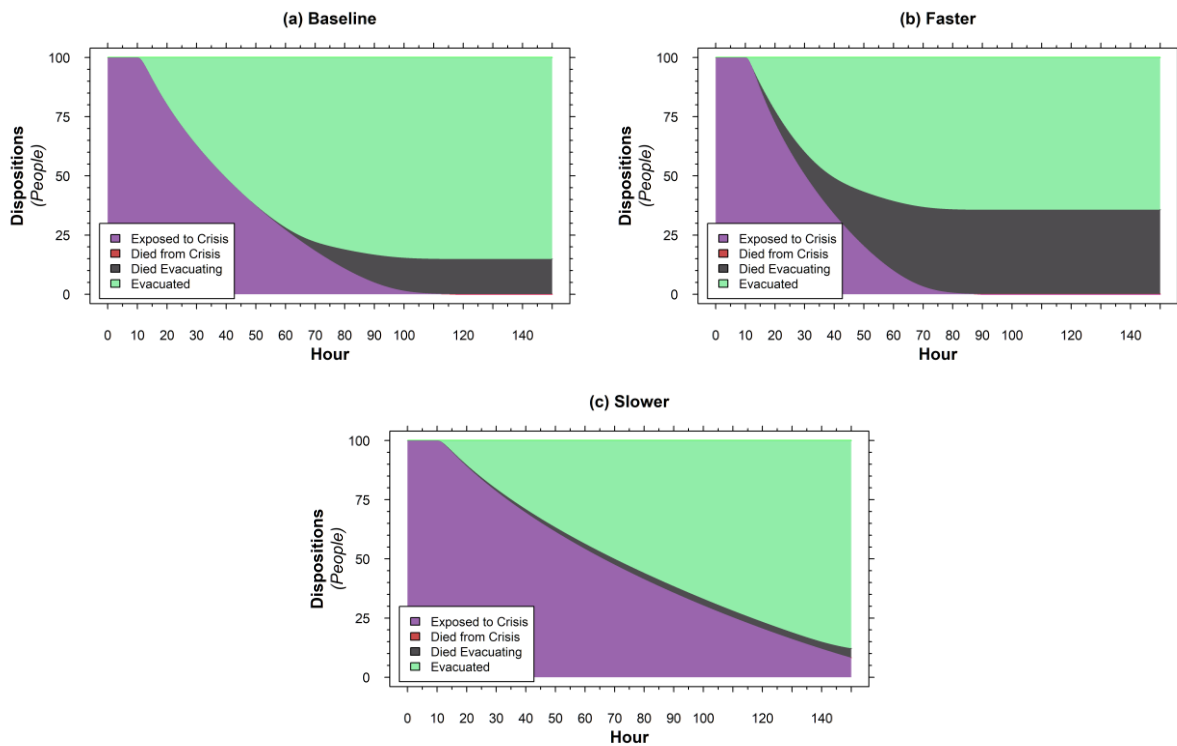 (a) Baseline
Dispositions
(People)
100
75
50
25
0
Exposed to Crisis
Died from Crisis
Died Evacuating
Evacuated
0 10 20 30 40 50 60 70 80 90 100 120 140
Hour
(b) Faster
Dispositions
(People)
100
75
50
25
0
Exposed to Crisis
Died from Crisis
Died Evacuating
Evacuated
0 10 20 30 40 50 60 70 80 90 100 120 140
Hour
(c) Slower
Dispositions
(People)
100
75
50
25
0
Exposed to Crisis
Died from Crisis
Died Evacuating
Evacuated
0 10 20 30 40 50 60 70 80 90 100 120 140
Hour